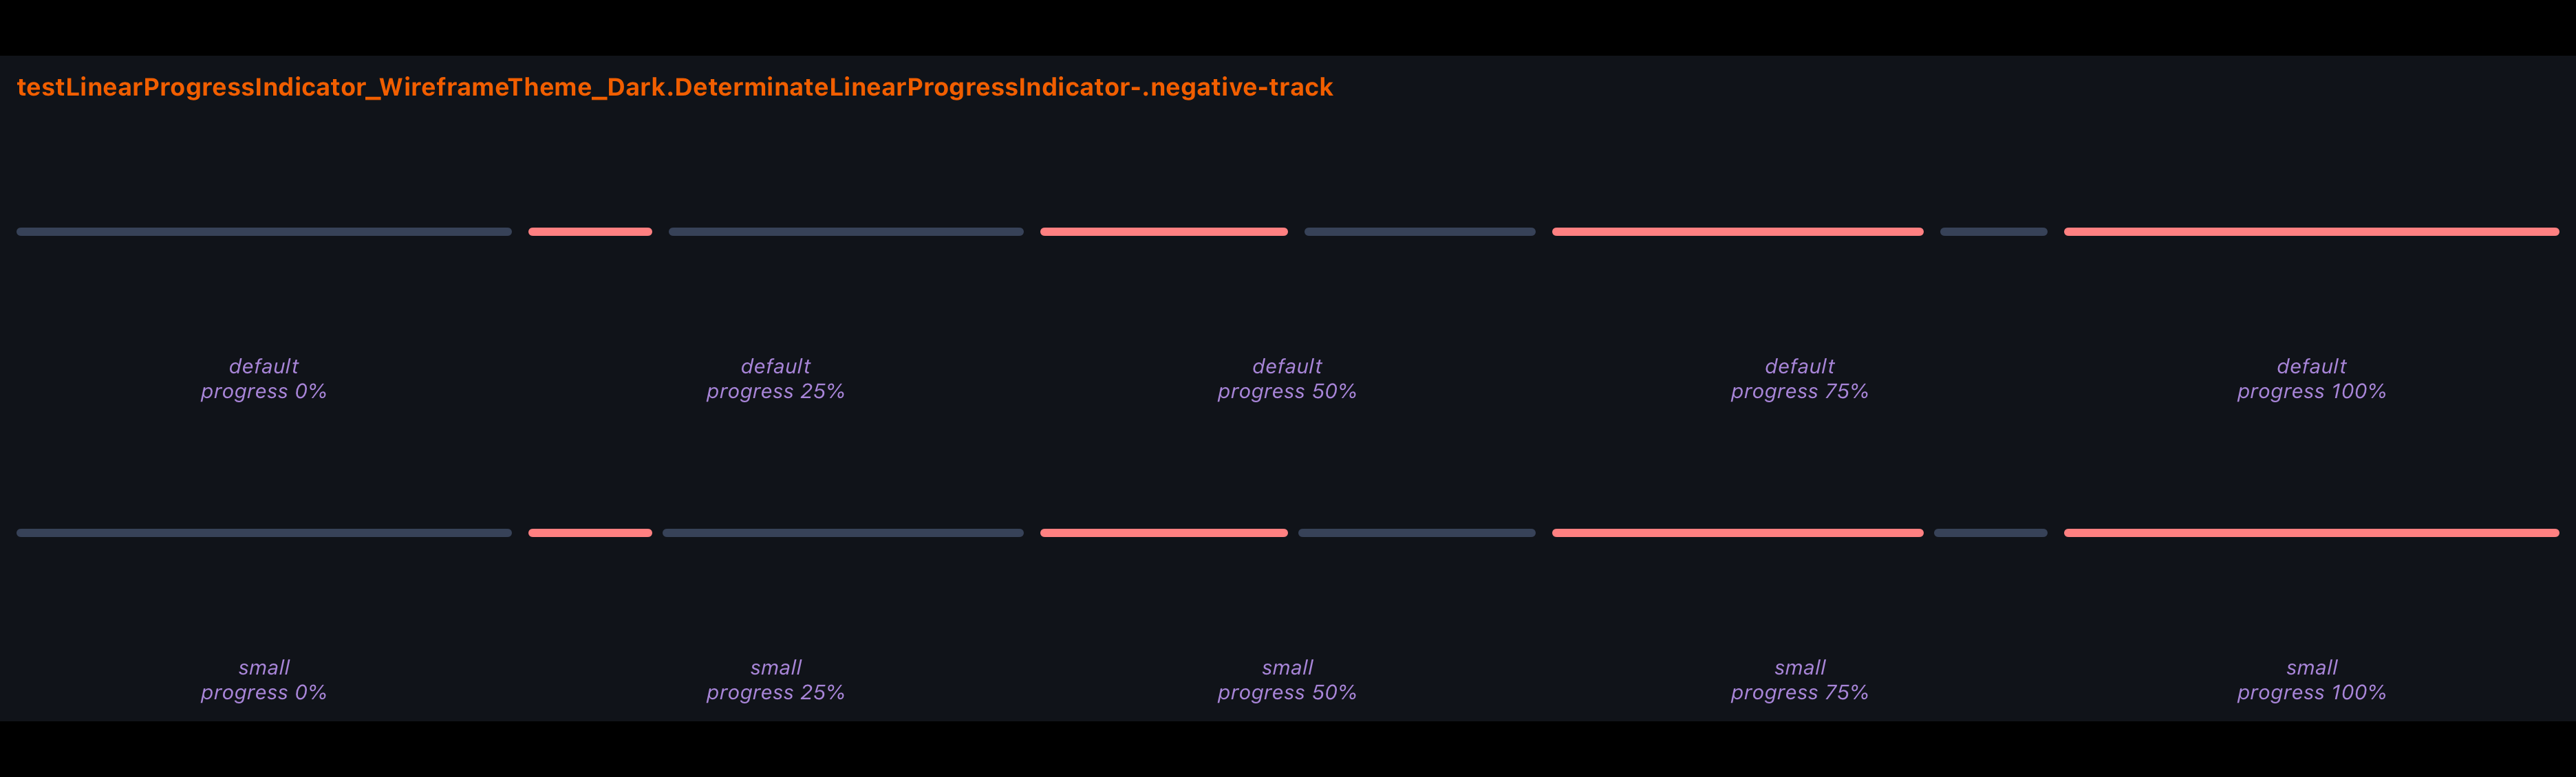 testLinearProgressIndicator_WireframeTheme_Dark.DeterminateLinearProgressIndicator-.negative-track
default
progress 0%
default
progress 25%
default
progress 50%
default
progress 75%
default
progress 100%
small
progress 0%
small
progress 25%
small
progress 50%
small
progress 75%
small
progress 100%